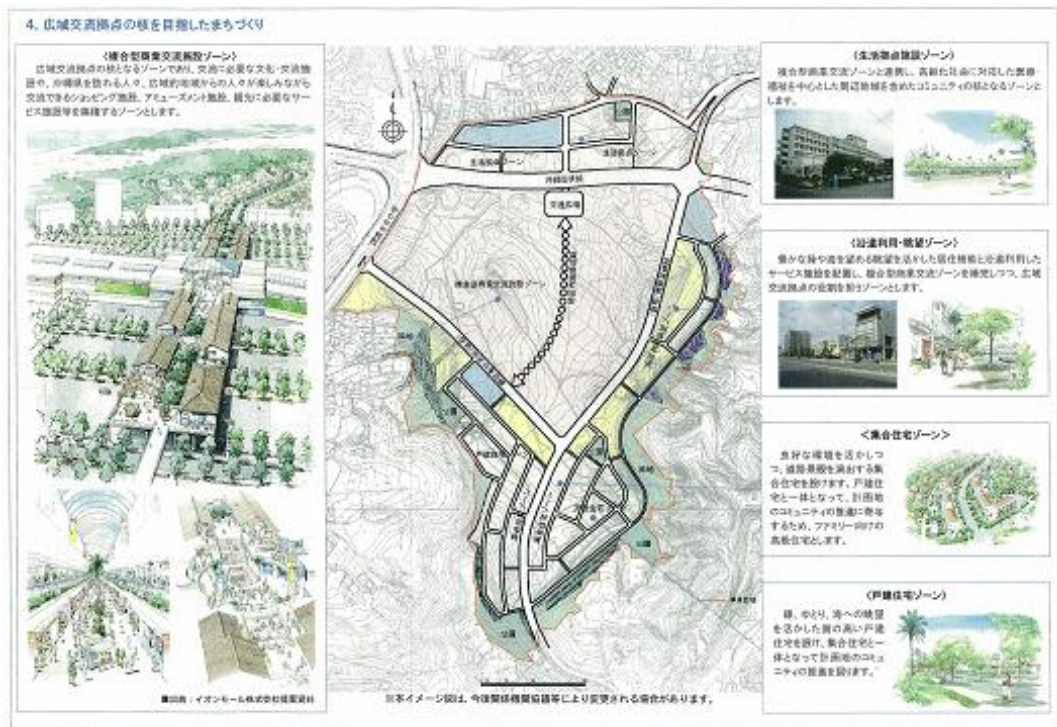 4. 広域交流拠点の核を目指したまちづくり
〈複合型商業交流施設ゾーン〉
広域交流拠点の核となるゾーンであり、交流に必要な文化・交流施
設や、沖縄県を訪れる人々、広域的地域からの人々が楽しみながら
交流できるショッピング施設、アミューズメント施設、観光に必要なサー
ビス施設等を集積するゾーンとします。
生活拠点ゾーン
生活拠点ゾーン
交通広場
複合型商業交流施設ゾーン
公園
公園
公園
〈生活拠点施設ゾーン〉
複合型商業交流ゾーンと連携し、高齢化社会に対応した医療・
福祉を中心とした周辺地域を含めたコミュニティの核となるゾーンと
します。
〈沿道利用・眺望ゾーン〉
豊かな緑や海を望める眺望を活かした居住機能と沿道利用した
サービス施設を配置し、複合型商業交流ゾーンを補完しつつ、広域
交流拠点の役割を担うゾーンとします。
〈集合住宅ゾーン〉
良好な環境を活かしつ
つ、道路景観を演出する集
合住宅を設けます。戸建住
宅と一体となって、計画地
のコミュニティの推進に寄与
するため、ファミリー向けの
高級住宅とします。
〈戸建住宅ゾーン〉
緑、ゆとり、海への眺望
を活かした質の高い戸建
住宅を設け、集合住宅と一
体となって計画地のコミュ
ニティの推進を図ります。
※本イメージ図は、今後関係機関協議等により変更される場合があります。